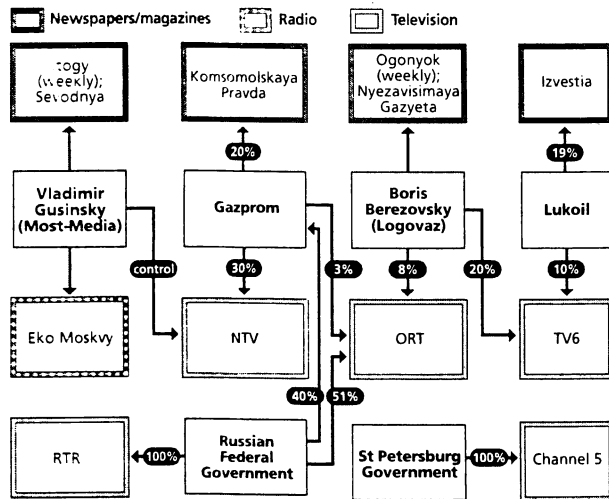 Newspapers/magazines Radio Television
togy
(weekly);
Sevodnya
Komsomolskaya
Pravda
Ogonyok
(weekly);
Nyezavisimaya
Gazyeta
Izvestia
20%
19%
Vladimir
Gusinsky
(Most-Media)
Gazprom
Boris
Berezovsky
(Logovaz)
Lukoil
control
30%
3%
8%
20%
10%
Eko Moskvy
NTV
ORT
TV6
40%
51%
RTR
100%
Russian
Federal
Government
St Petersburg
Government
100%
Channel 5